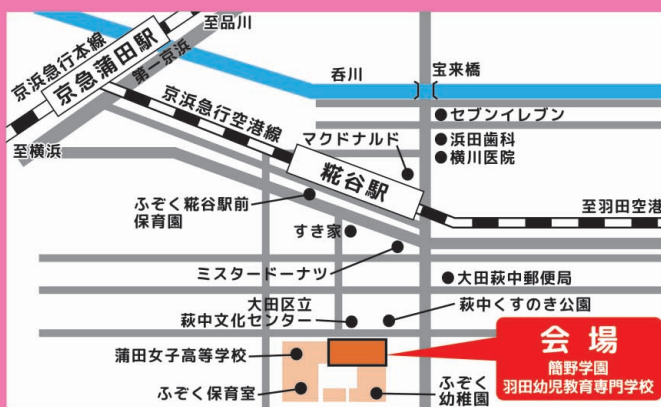 至品川
京浜急行本線
京急蒲田駅
第一京浜
呑川
宝来橋
セブンイレブン
京浜急行空港線
マクドナルド
浜田歯科
横川医院
至横浜
糀谷駅
ふぞく糀谷駅前
保育園
至羽田空港
すき家
ミスタードーナツ
大田萩中郵便局
大田区立
萩中文化センター
萩中くすのき公園
蒲田女子高等学校
会場
簡野学園
羽田幼児教育専門学校
ふぞく保育室
ふぞく
幼稚園